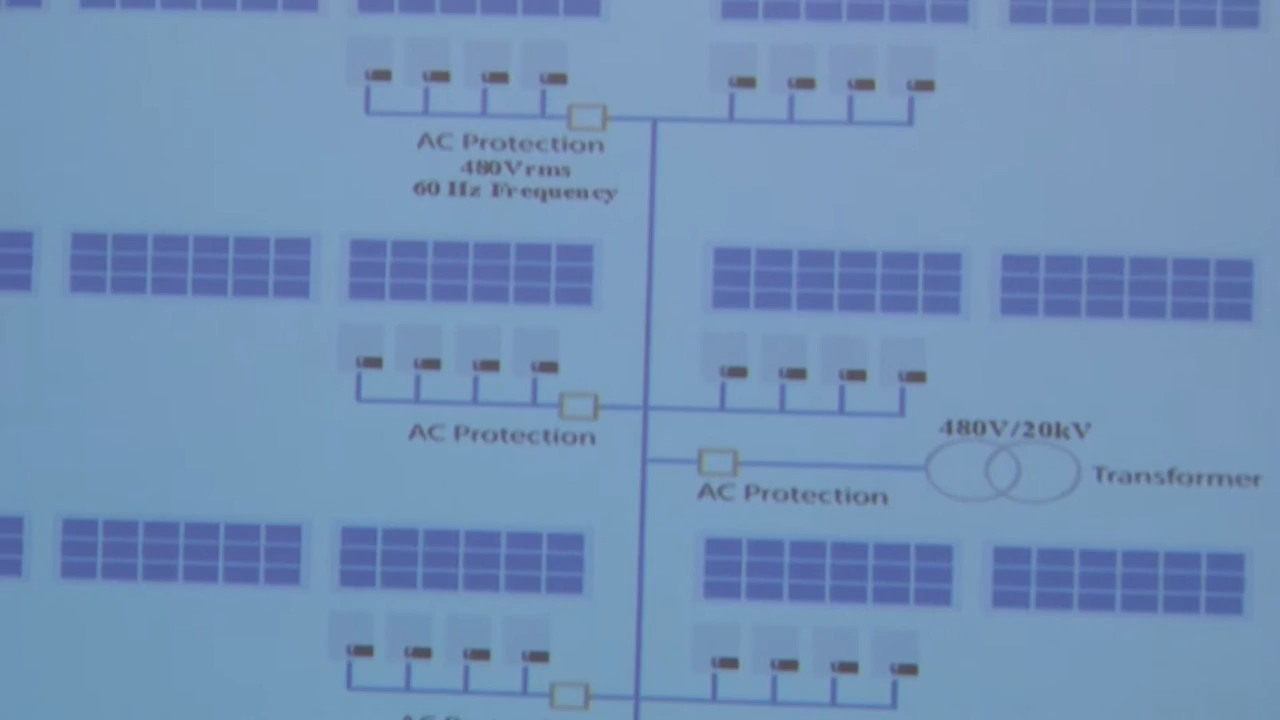 AC Protection
480Vrms
60 Hz Frequency
AC Protection
480V/20kV
Transformer
AC Protection